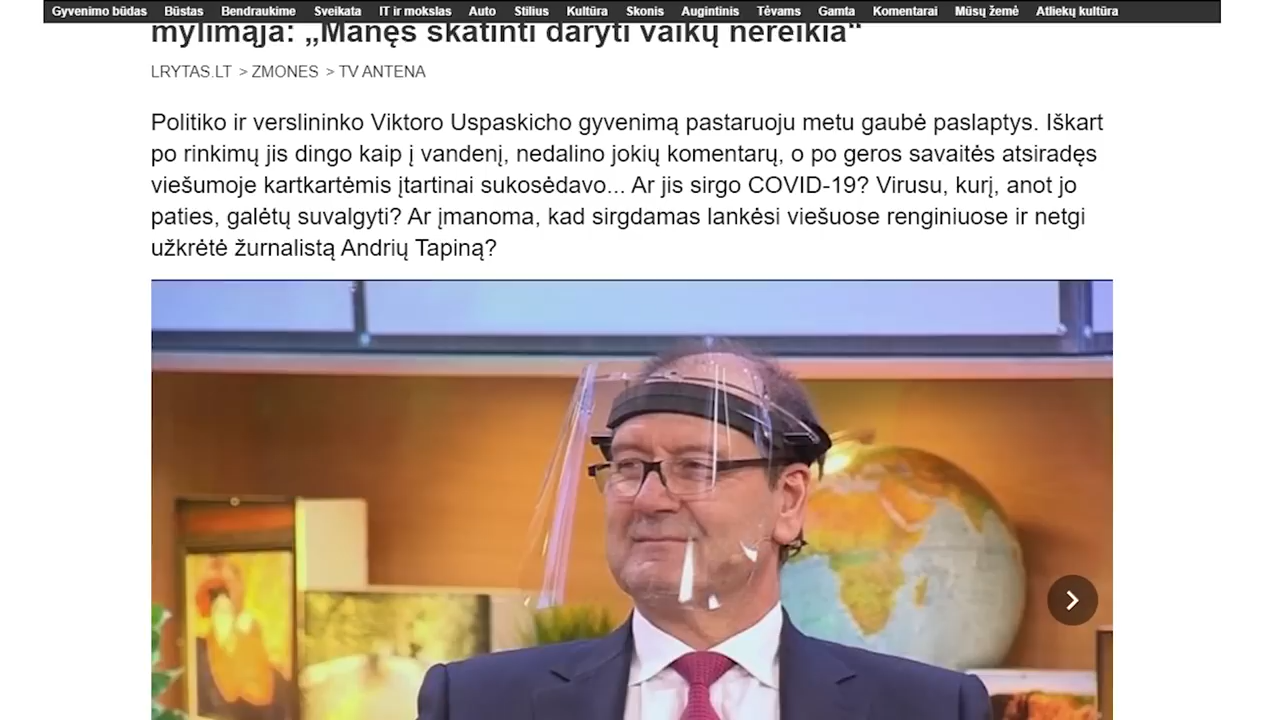 Gyvenimo būdas Būstas Bendraukime Sveikata IT ir mokslas Auto Stilius Kultūra Skonis Augintinis Tėvams Gamta Komentarai Mūsų žemė Atliekų kultūra
mylimąja: „Manęs skatinti daryti vaikų nereikia“
LRYTAS.LT > ZMONES > TV ANTENA
Politiko ir verslininko Viktoro Uspaskicho gyvenimą pastaruoju metu gaubė paslaptys. Iškart
po rinkimų jis dingo kaip į vandenį, nedalino jokių komentarų, o po geros savaitės atsiradęs
viešumoje kartkartėmis įtartinai sukosėdavo... Ar jis sirgo COVID-19? Virusu, kurį, anot jo
paties, galėtų suvalgyti? Ar įmanoma, kad sirgdamas lankėsi viešuose renginiuose ir netgi
užkrėtė žurnalistą Andrių Tapiną?